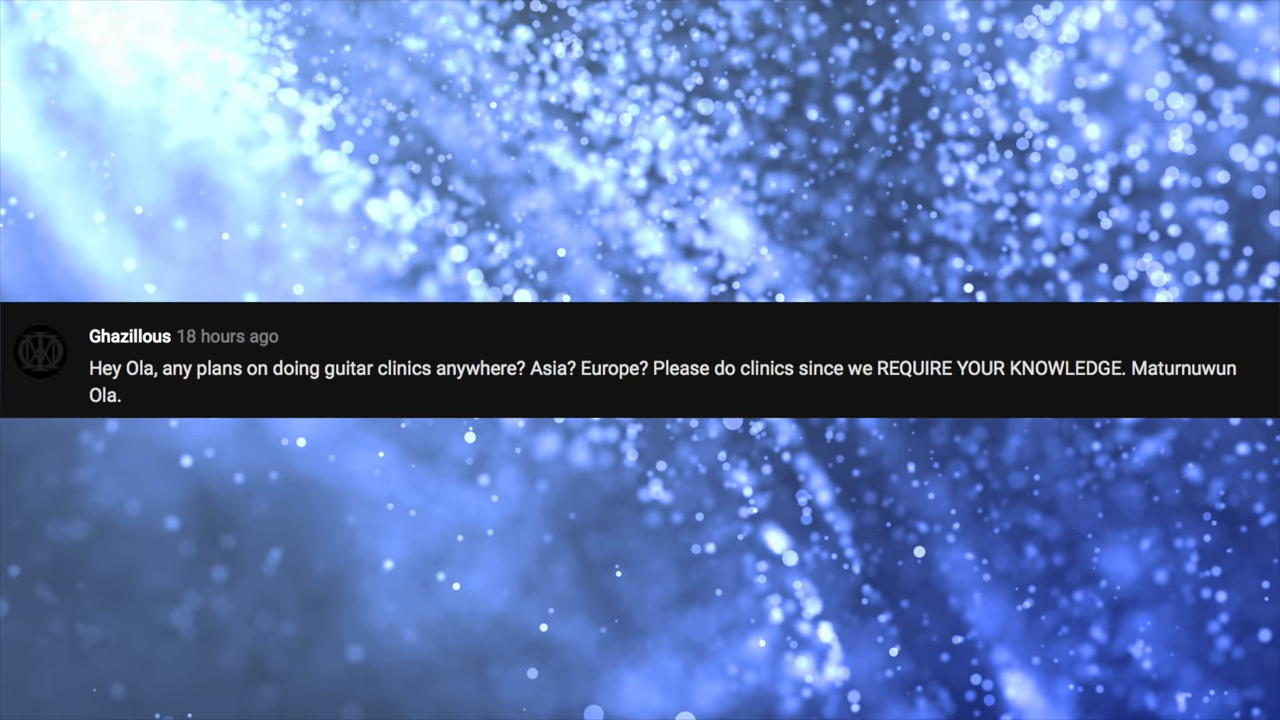 Ghazillous 18 hours ago
Hey Ola, any plans on doing guitar clinics anywhere? Asia? Europe? Please do clinics since we REQUIRE YOUR KNOWLEDGE. Maturnuwun
Ola.